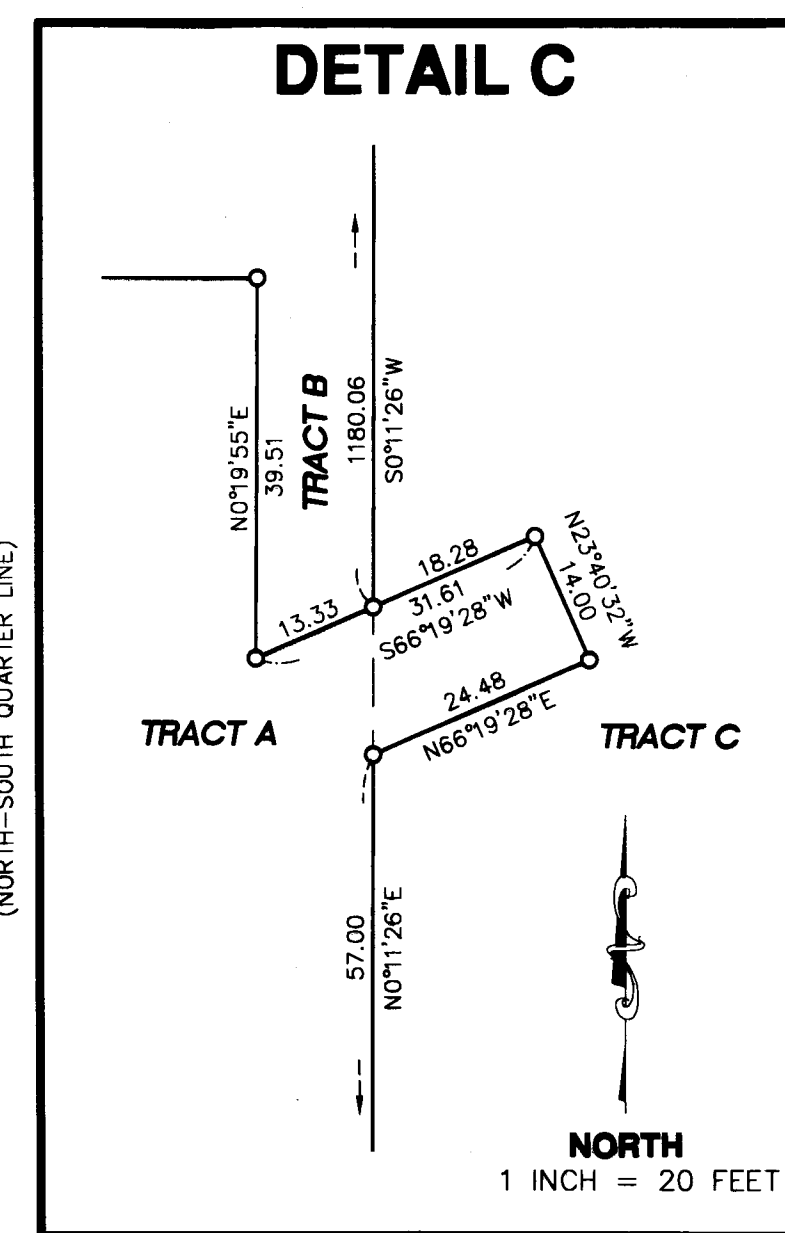 DETAIL C
N0°19'55"E
39.51
TRACT B
1180.06
S0°11'26"W
13.33
18.28
31.61
S66°19'28"W
N23°40'32"W
14.00
24.48
N66°19'28"E
TRACT A
TRACT C
57.00
N0°11'26"E
(NORTH-SOUTH QUARTER LINE)
NORTH
1 INCH = 20 FEET